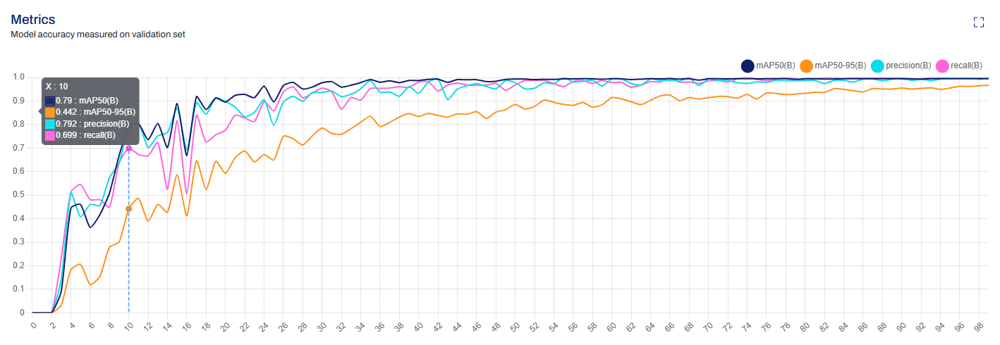 Metrics
Model accuracy measured on validation set
mAP50(B) mAP50-95(B) precision(B) recall(B)
X : 10
0.79 : mAP50(B)
0.442 : mAP50-95(B)
0.792 : precision(B)
0.699 : recall(B)
1.0
0.9
0.8
0.7
0.6
0.5
0.4
0.3
0.2
0.1
0
0 2 4 6 8 10 12 14 16 18 20 22 24 26 28 30 32 34 36 38 40 42 44 46 48 50 52 54 56 58 60 62 64 66 68 70 72 74 76 78 80 82 84 86 88 90 92 94 96 98